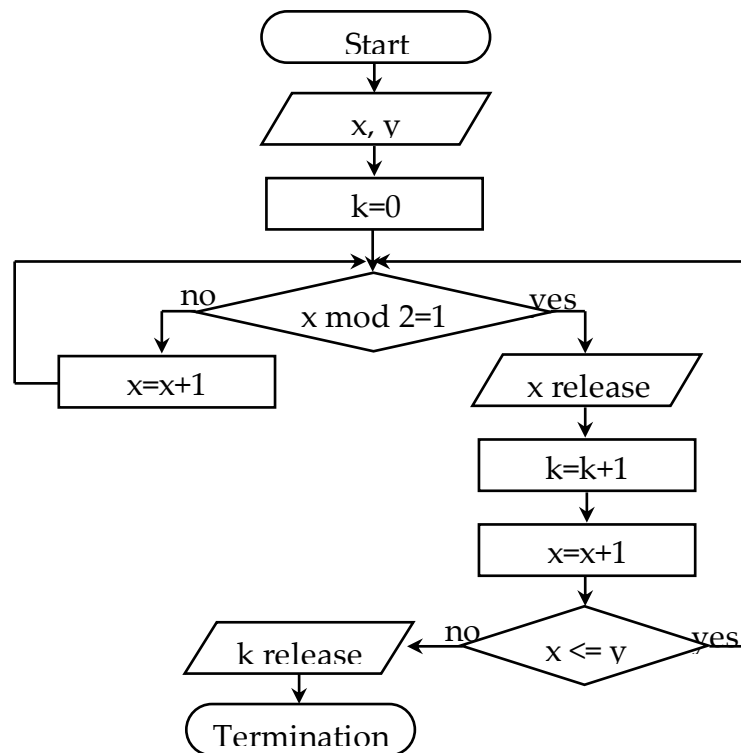 Start
x, y
k=0
no
yes
x mod 2=1
x=x+1
x release
k=k+1
x=x+1
no
yes
x <= y
k release
Termination